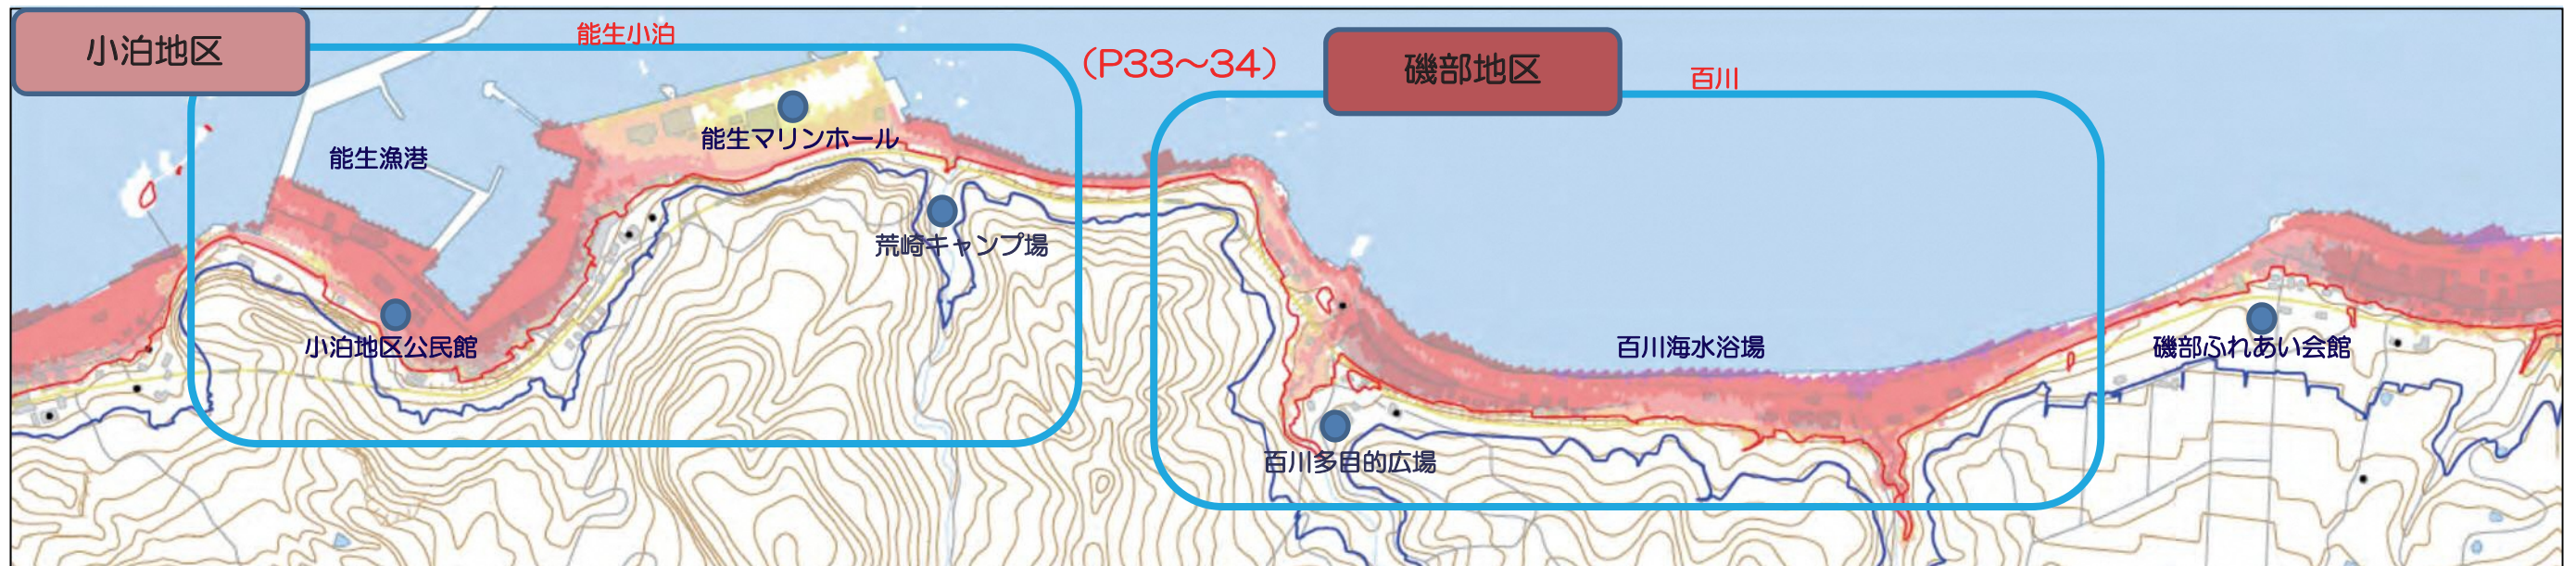 小泊地区
能生小泊
(P33～34)
磯部地区
百川
能生漁港
能生マリンホール
荒崎キャンプ場
小泊地区公民館
百川海水浴場
磯部ふれあい会館
百川多目的広場